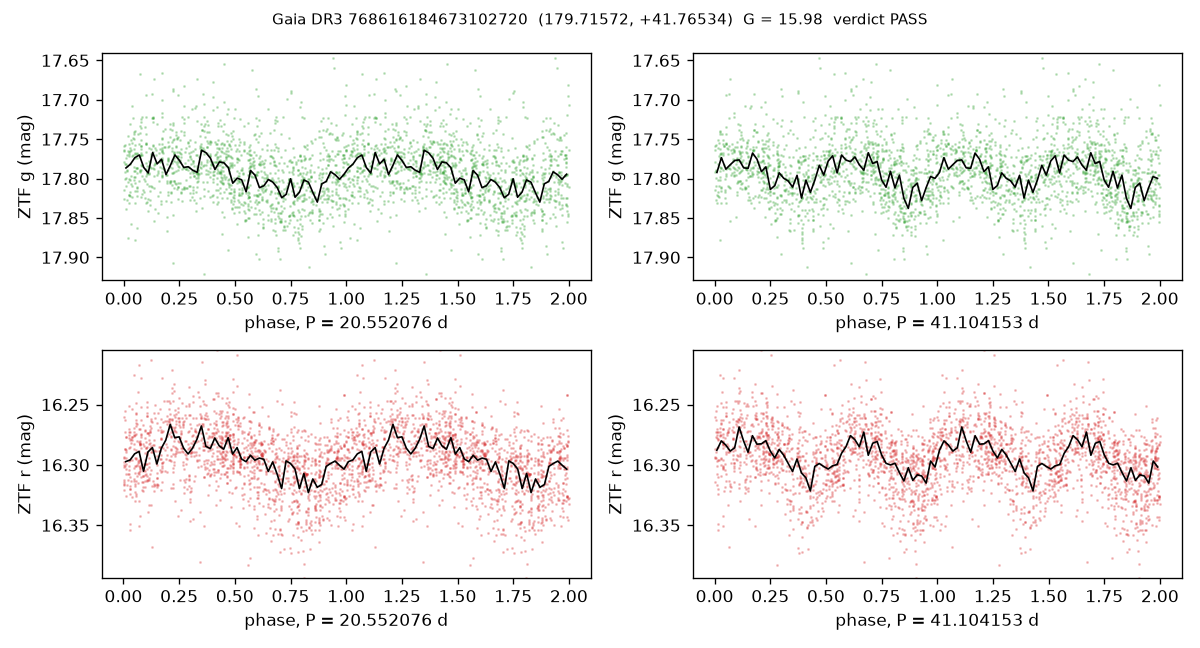 Gaia DR3 768616184673102720 (179.71572, +41.76534) G = 15.98 verdict PASS
ZTF g (mag)
17.65
17.70
17.75
17.80
17.85
17.90
0.00 0.25 0.50 0.75 1.00 1.25 1.50 1.75 2.00
phase, P = 20.552076 d
ZTF g (mag)
17.65
17.70
17.75
17.80
17.85
17.90
0.00 0.25 0.50 0.75 1.00 1.25 1.50 1.75 2.00
phase, P = 41.104153 d
ZTF r (mag)
16.25
16.30
16.35
0.00 0.25 0.50 0.75 1.00 1.25 1.50 1.75 2.00
phase, P = 20.552076 d
ZTF r (mag)
16.25
16.30
16.35
0.00 0.25 0.50 0.75 1.00 1.25 1.50 1.75 2.00
phase, P = 41.104153 d